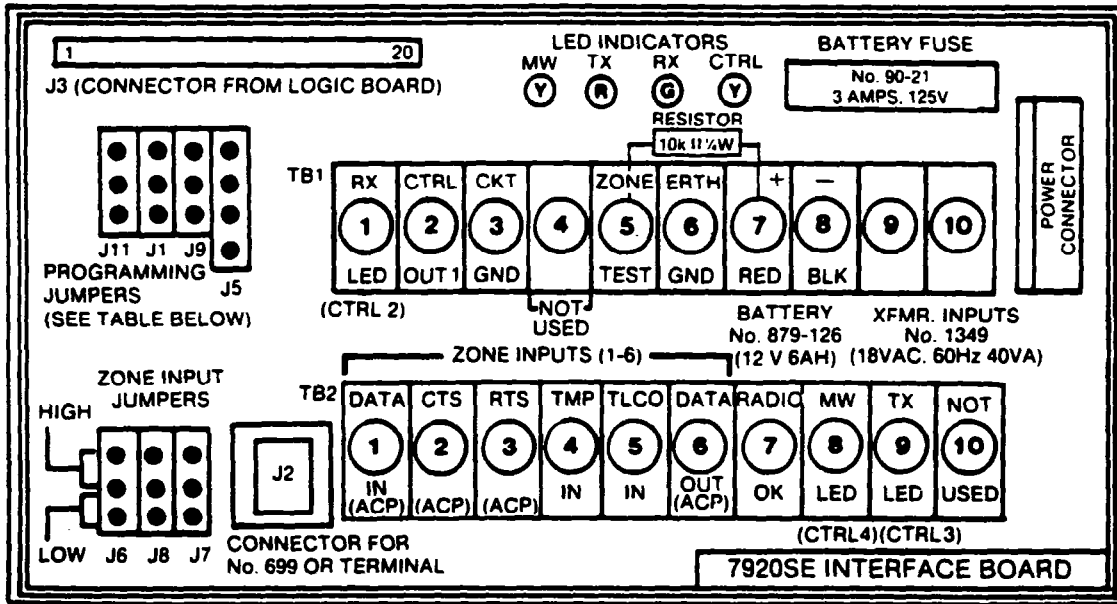 1 20
J3 (CONNECTOR FROM LOGIC BOARD)
LED INDICATORS
MW TX RX CTRL
Y R G Y
BATTERY FUSE
No. 90-21
3 AMPS. 125V
RESISTOR
10k Ω ¼W
POWER
CONNECTOR
J11 J1 J9
J5
PROGRAMMING
JUMPERS
(SEE TABLE BELOW)
TB1
RX CTRL CKT ZONE ERTH + −
1 2 3 4 5 6 7 8 9 10
LED OUT 1 GND TEST GND RED BLK
(CTRL 2)
NOT
USED
BATTERY
No. 879-126
(12 V 6AH)
XFMR. INPUTS
No. 1349
(18VAC. 60Hz 40VA)
ZONE INPUTS (1-6)
ZONE INPUT
JUMPERS
HIGH
LOW
J6 J8 J7
J2
CONNECTOR FOR
No. 699 OR TERMINAL
TB2
DATA CTS RTS TMP TLCO DATA RADIO MW TX NOT
1 2 3 4 5 6 7 8 9 10
IN IN IN OUT OK LED LED USED
(ACP) (ACP) (ACP) (ACP)
(CTRL4) (CTRL3)
7920SE INTERFACE BOARD